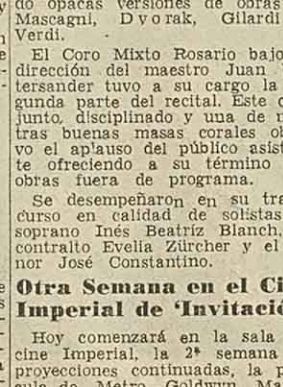 do opacas versiones de obras
Mascagni, Dvorak, Gilardi
Verdi.
El Coro Mixto Rosario bajo
dirección del maestro Juan
tersander tuvo a su cargo la
gunda parte del recital. Este c
junto, disciplinado y una de n
tras buenas masas corales ob
vo el aplauso del público asist
te ofreciendo a su término
obras fuera de programa.
Se desempeñaron en su tra
curso en calidad de solistas
soprano Inés Beatríz Blanch,
contralto Evelia Zürcher y el
nor José Constantino.
Otra Semana en el Ci
Imperial de 'Invitació
Hoy comenzará en la sala
cine Imperial, la 2ª semana
proyecciones continuadas, la p
cula de Metro Goldwyn Ma